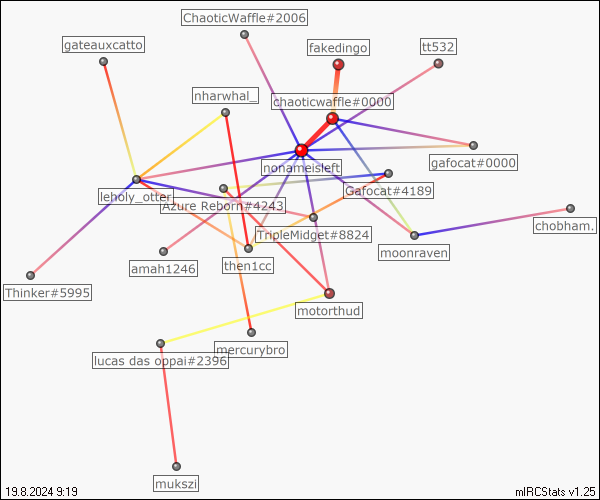 ChaoticWaffle#2006
gateauxcatto
fakedingo
tt532
nharwhal_
chaoticwaffle#0000
gafocat#0000
nonameisleft
Gafocat#4189
leholy_otter
Azure Reborn#4243
chobham.
TripleMidget#8824
moonraven
then1cc
amah1246
Thinker#5995
motorthud
mercurybro
lucas das oppai#2396
mukszi
19.8.2024 9:19
mIRCStats v1.25